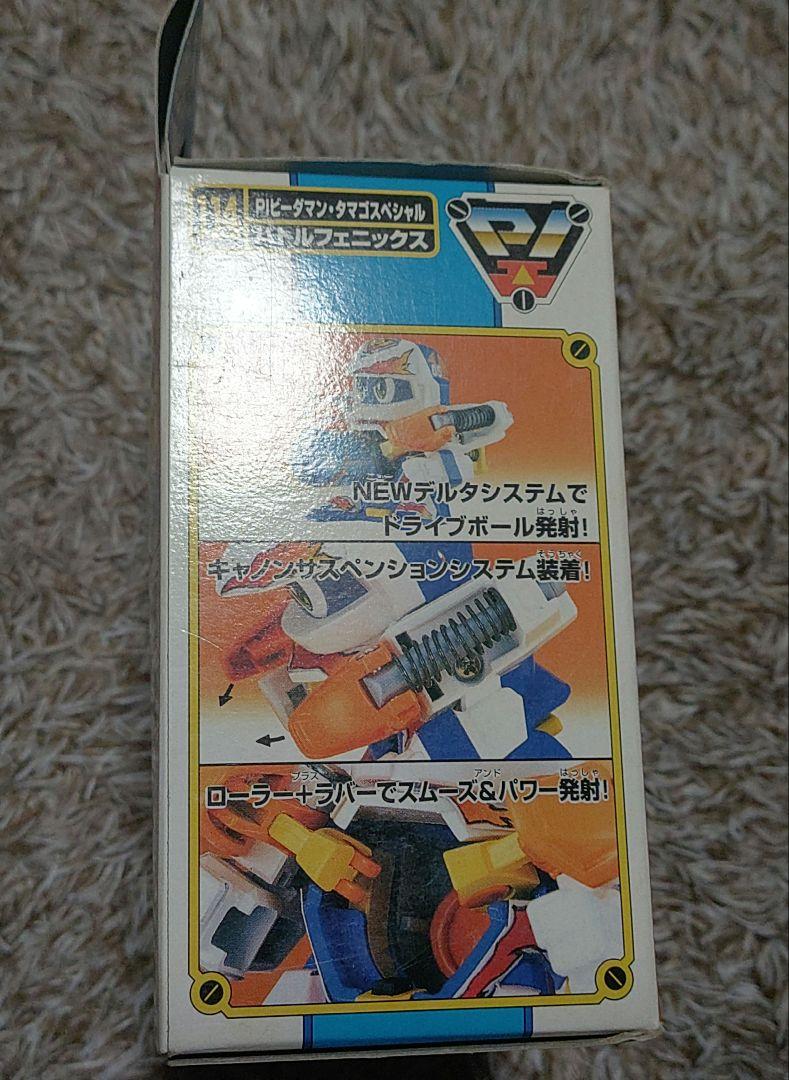 114
PIビーダマン・タマゴスペシャル
バトルフェニックス
PI
NEWデルタシステムで
はっしゃ
ドライブボール発射!
そうちゃく
キャノンサスペンションシステム装着!
プラス アンド はっしゃ
ローラー+ラバーでスムーズ&パワー発射!